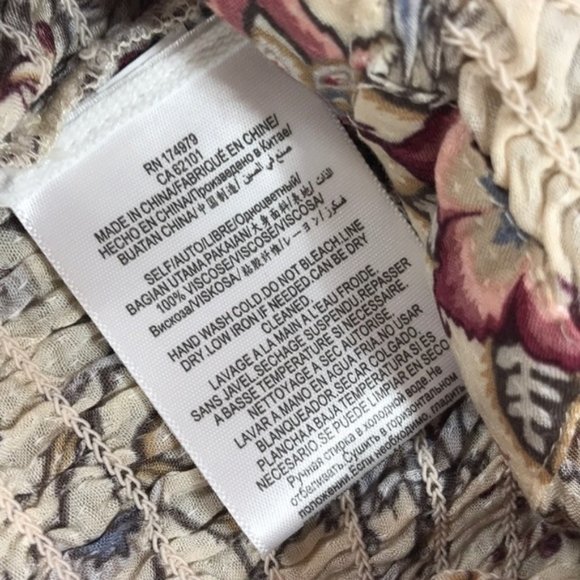 RN 174979
CA 62101
MADE IN CHINA/FABRIQUÉ EN CHINE/
HECHO EN CHINA/Произведено в Китае/
BUATAN CHINA/中国制造/صنع في الصين
SELF/AUTO/LIBRE/Одноцветный/الذات
BAGIAN UTAMA PAKAIAN/大身面料/表地/
100% VISCOSE/VISCOSE/VISCOSA/
Вискоза/VISKOSA/粘胶纤维/レーヨン/فسكوز
HAND WASH COLD.DO NOT BLEACH.LINE
DRY.LOW IRON IF NEEDED.CAN BE DRY
CLEANED.
LAVAGE A LA MAIN A L'EAU FROIDE.
SANS JAVEL SECHAGE SUSPENDU.REPASSER
A BASSE TEMPERATURE SI NECESSAIRE.
NETTOYAGE A SEC AUTORISE.
LAVAR A MANO EN AGUA FRIA.NO USAR
BLANQUEADOR.SECAR COLGADO.
PLANCHA A BAJA TEMPERATURA SI ES
NECESARIO SE PUEDE LIMPIAR EN SECO
Ручная стирка в холодной воде. Не
отбеливать. Сушить в горизонтальном
положении. Если необходимо, гладить